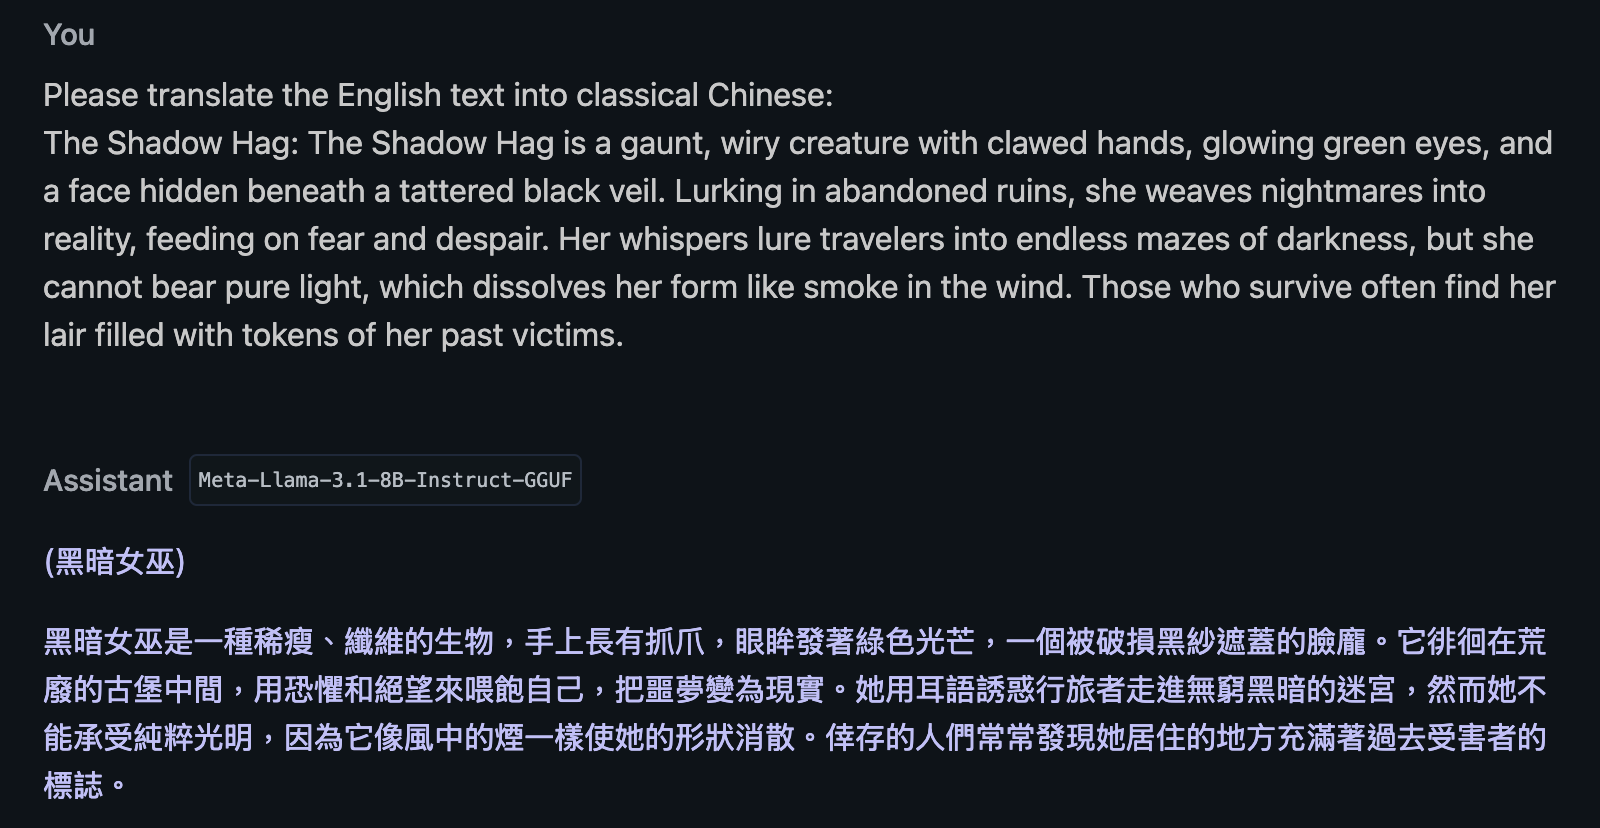 You
Please translate the English text into classical Chinese:
The Shadow Hag: The Shadow Hag is a gaunt, wiry creature with clawed hands, glowing green eyes, and
a face hidden beneath a tattered black veil. Lurking in abandoned ruins, she weaves nightmares into
reality, feeding on fear and despair. Her whispers lure travelers into endless mazes of darkness, but she
cannot bear pure light, which dissolves her form like smoke in the wind. Those who survive often find her
lair filled with tokens of her past victims.
Assistant Meta-Llama-3.1-8B-Instruct-GGUF
(黑暗女巫)
黑暗女巫是一種稀瘦、纖維的生物，手上長有抓爪，眼眸發著綠色光芒，一個被破損黑紗遮蓋的臉龐。它徘徊在荒
廢的古堡中間，用恐懼和絕望來喂飽自己，把噩夢變為現實。她用耳語誘惑行旅者走進無窮黑暗的迷宮，然而她不
能承受純粹光明，因為它像風中的煙一樣使她的形狀消散。倖存的人們常常發現她居住的地方充滿著過去受害者的
標誌。